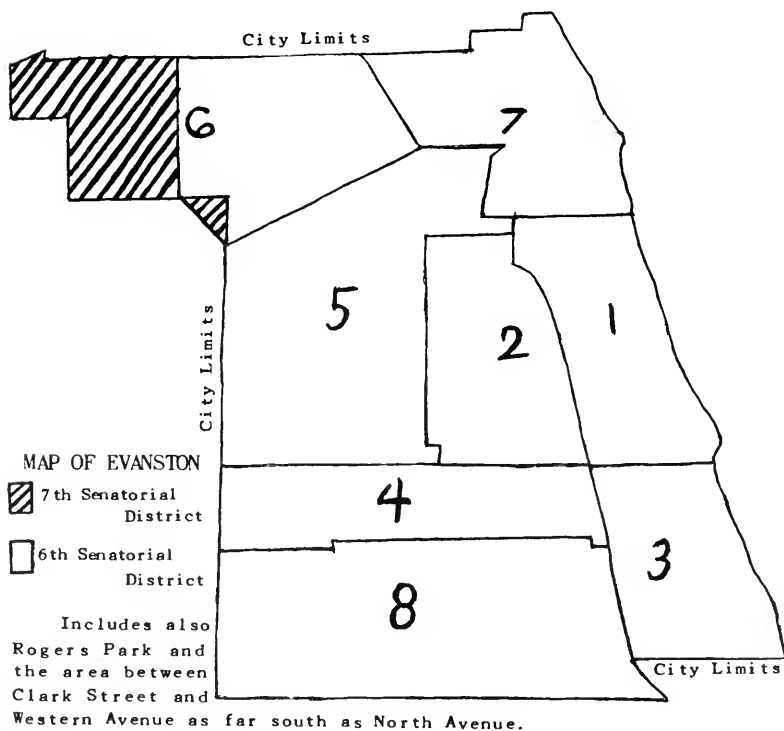 City Limits
6
7
5
2
1
City Limits
MAP OF EVANSTON
7th Senatorial
District
4
6th Senatorial
District
3
8
Includes also
Rogers Park and
the area between
Clark Street and
Western Avenue as far south as North Avenue.
City Limits